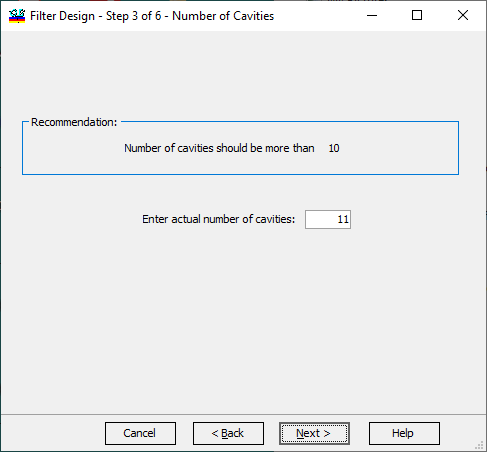 Filter Design - Step 3 of 6 - Number of Cavities
Recommendation:
Number of cavities should be more than 10
Enter actual number of cavities: 11
Cancel
< Back
Next >
Help